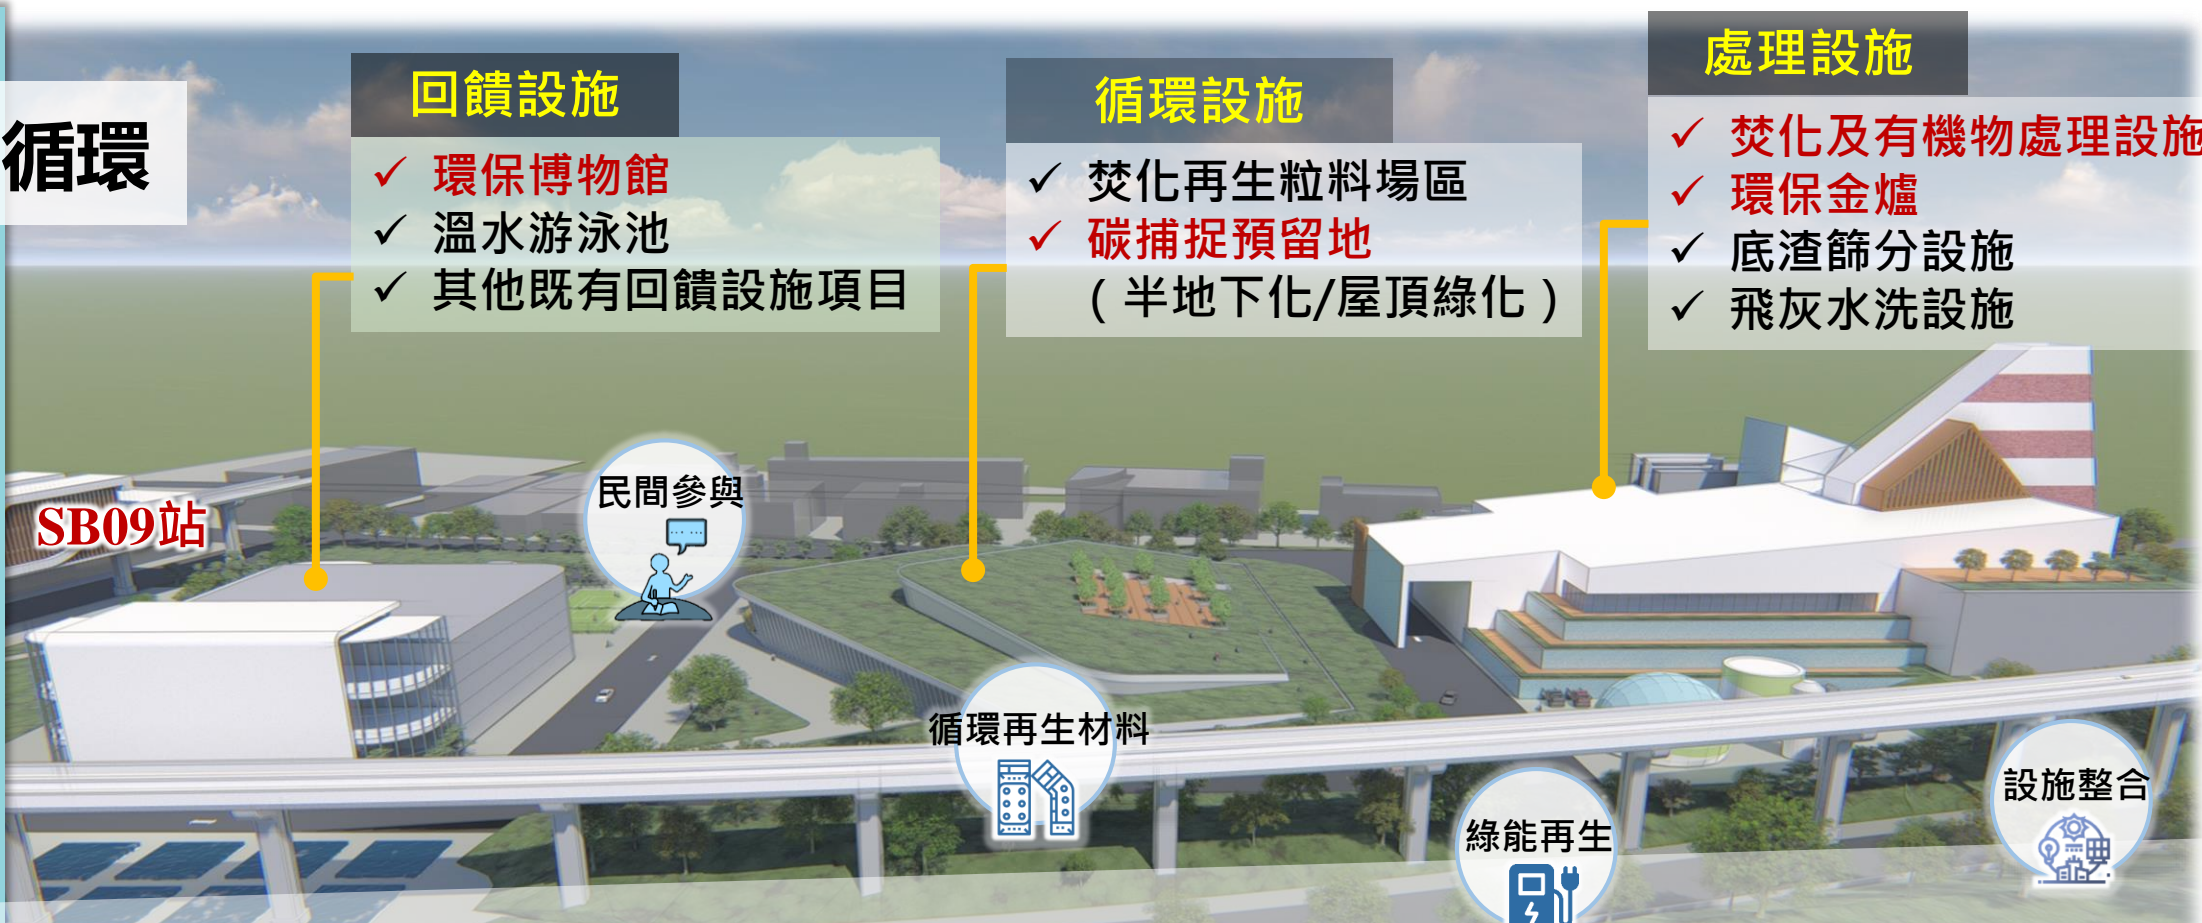 循環
回饋設施
✓ 環保博物館
✓ 溫水游泳池
✓ 其他既有回饋設施項目
循環設施
✓ 焚化再生粒料場區
✓ 碳捕捉預留地
（半地下化/屋頂綠化）
處理設施
✓ 焚化及有機物處理設施
✓ 環保金爐
✓ 底渣篩分設施
✓ 飛灰水洗設施
SB09站
民間參與
循環再生材料
綠能再生
設施整合